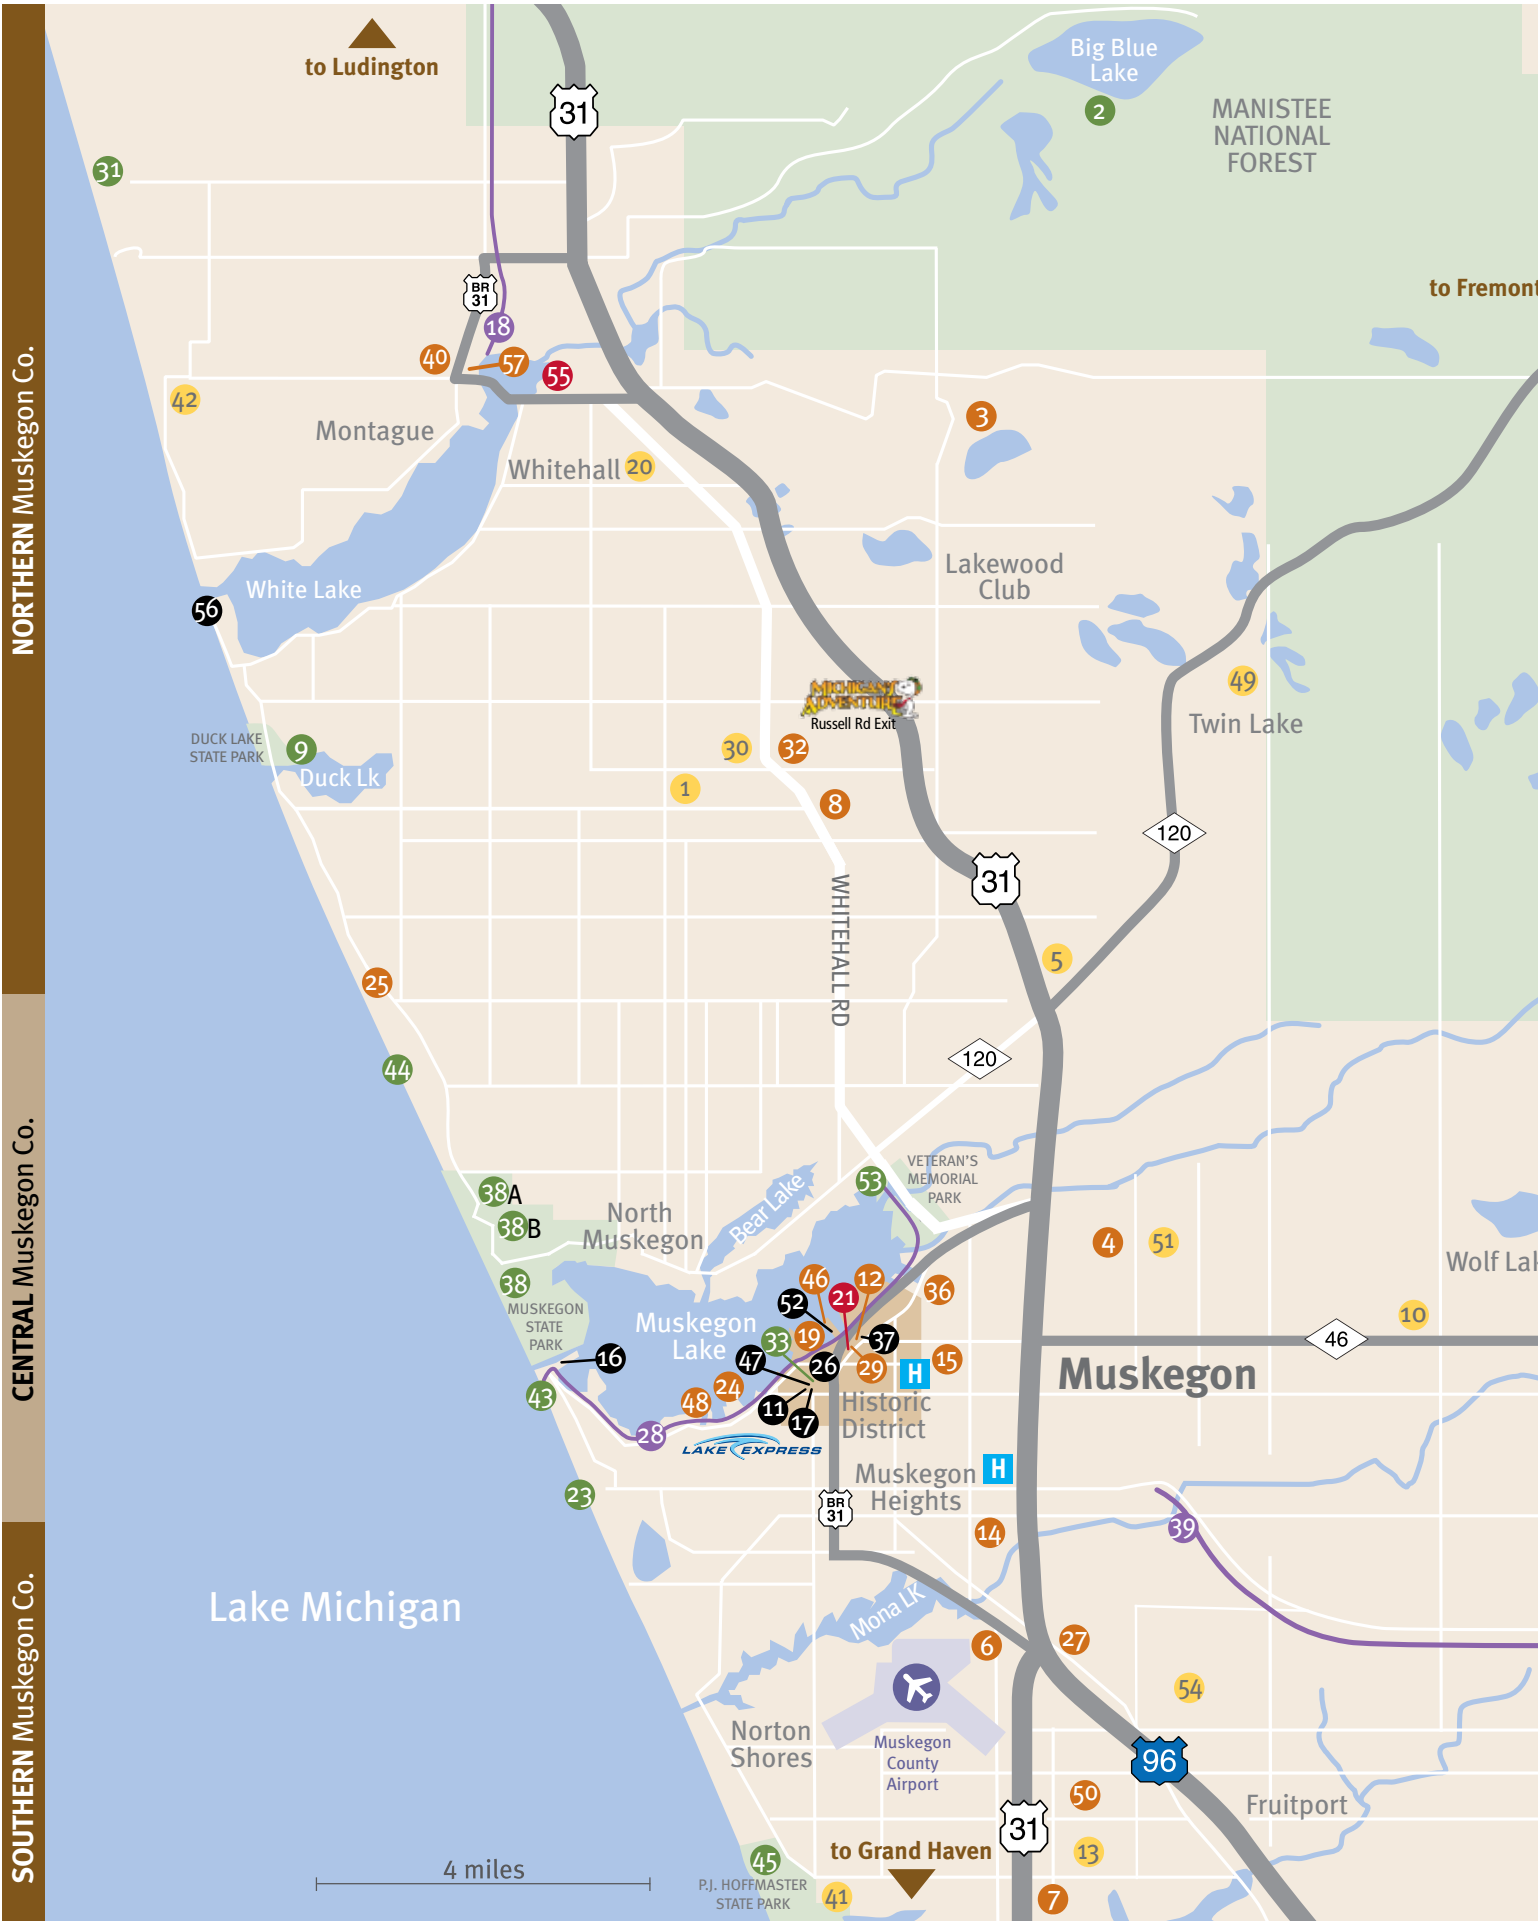 to Ludington
31
Big Blue
Lake
2
MANISTEE
NATIONAL
FOREST
31
to Fremont
BR
31
18
40
57
55
42
3
Montague
Whitehall
20
NORTHERN Muskegon Co.
Lakewood
Club
White Lake
56
49
Twin Lake
MICHIGAN'S
ADVENTURE
Russell Rd Exit
DUCK LAKE
STATE PARK
9
Duck Lk
30
32
1
8
120
31
WHITEHALL RD
5
25
120
44
CENTRAL Muskegon Co.
VETERAN'S
MEMORIAL
PARK
53
38A
38B
North
Muskegon
Bear Lake
4
51
Wolf Lak
38
MUSKEGON
STATE
PARK
46
12
36
52
21
10
Muskegon
Lake
33
19
37
46
16
47
26
29
15
H
Muskegon
43
48
24
11
17
Historic
District
28
LAKE EXPRESS
Muskegon
Heights
H
23
BR
31
14
39
Lake Michigan
Mona LK
6
27
SOUTHERN Muskegon Co.
54
Norton
Shores
Muskegon
County
Airport
96
50
Fruitport
31
to Grand Haven
13
4 miles
45
P.J. HOFFMASTER
STATE PARK
41
7